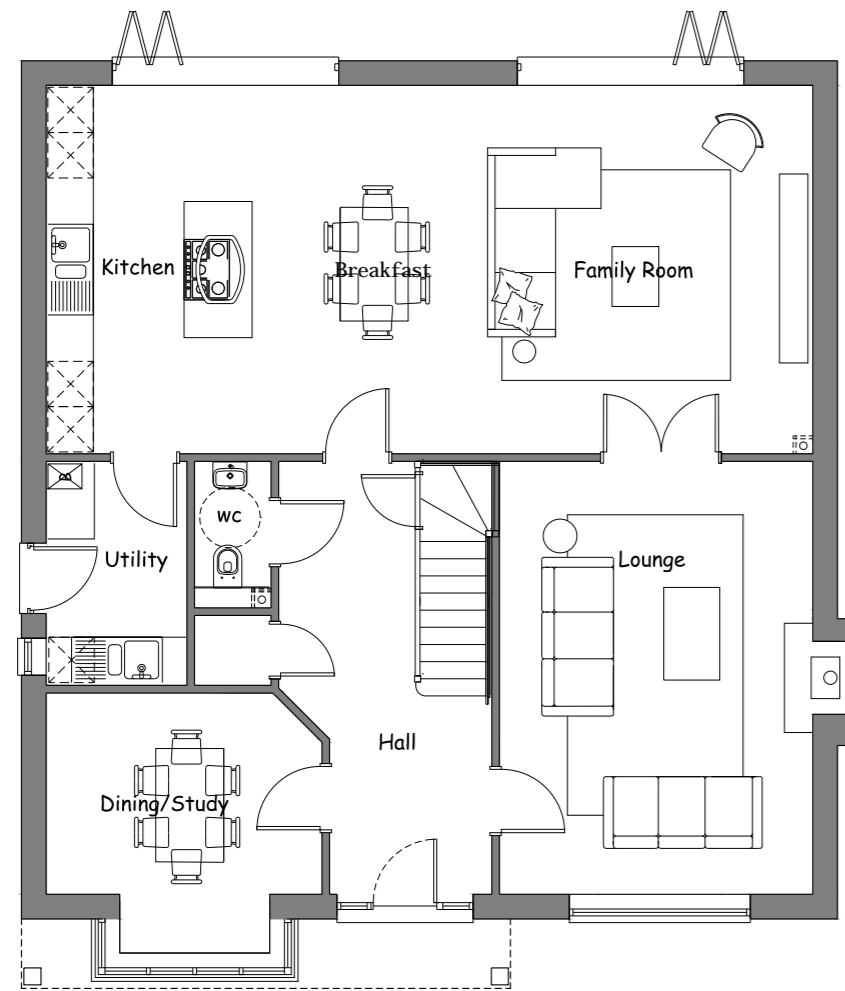 Kitchen
Breakfast
Family Room
WC
Utility
Lounge
Hall
Dining/Study